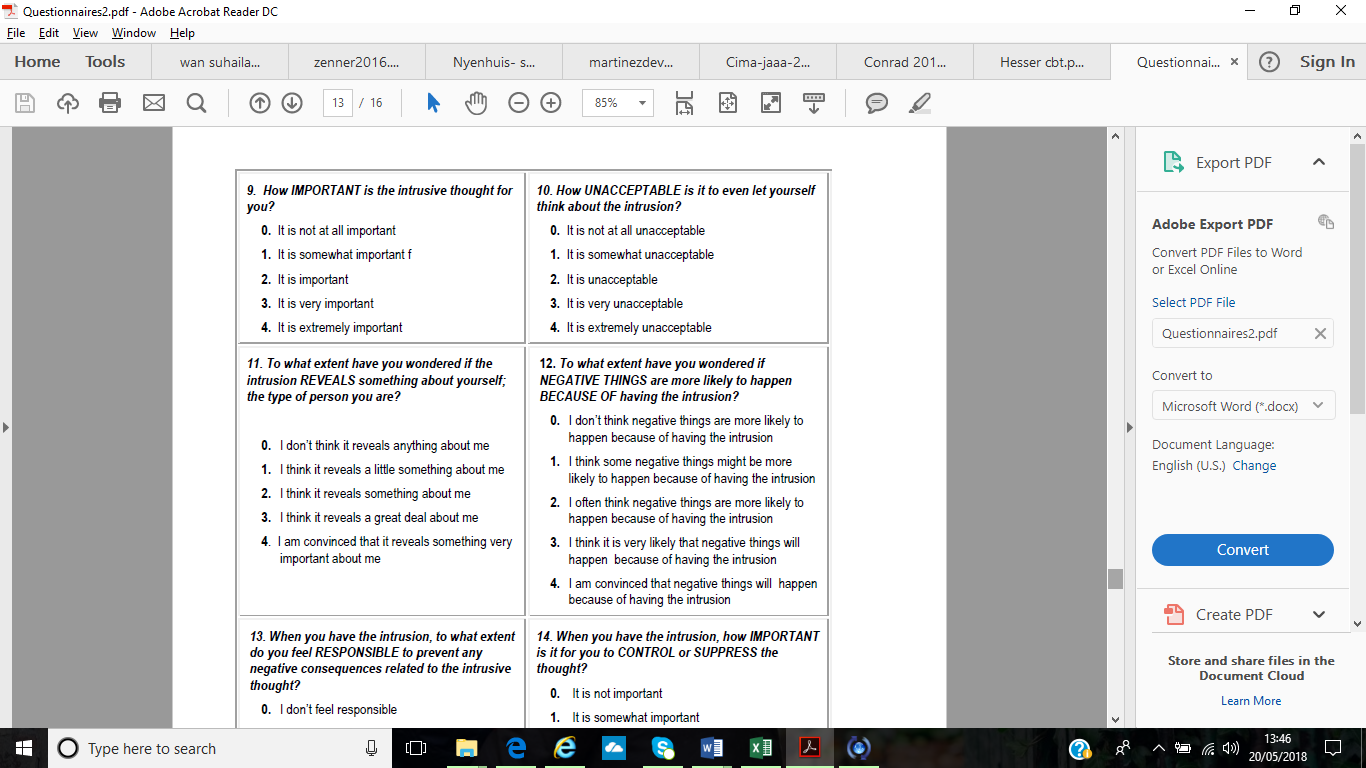 Questionnaires2.pdf - Adobe Acrobat Reader DC
File Edit View Window Help
Home Tools wan suhaila... zenner2016.... Nyenhuis- s... martinezdev... Cima-jaaa-2... Conrad 201... Hesser cbt.p... Questionnai... Sign In
13 / 16 85%
9. How IMPORTANT is the intrusive thought for
you?
0. It is not at all important
1. It is somewhat important f
2. It is important
3. It is very important
4. It is extremely important
10. How UNACCEPTABLE is it to even let yourself
think about the intrusion?
0. It is not at all unacceptable
1. It is somewhat unacceptable
2. It is unacceptable
3. It is very unacceptable
4. It is extremely unacceptable
11. To what extent have you wondered if the
intrusion REVEALS something about yourself;
the type of person you are?
0. I don't think it reveals anything about me
1. I think it reveals a little something about me
2. I think it reveals something about me
3. I think it reveals a great deal about me
4. I am convinced that it reveals something very
important about me
12. To what extent have you wondered if
NEGATIVE THINGS are more likely to happen
BECAUSE OF having the intrusion?
0. I don't think negative things are more likely to
happen because of having the intrusion
1. I think some negative things might be more
likely to happen because of having the intrusion
2. I often think negative things are more likely to
happen because of having the intrusion
3. I think it is very likely that negative things will
happen because of having the intrusion
4. I am convinced that negative things will happen
because of having the intrusion
13. When you have the intrusion, to what extent
do you feel RESPONSIBLE to prevent any
negative consequences related to the intrusive
thought?
0. I don't feel responsible
14. When you have the intrusion, how IMPORTANT
is it for you to CONTROL or SUPPRESS the
thought?
0. It is not important
1. It is somewhat important
Export PDF
Adobe Export PDF
Convert PDF Files to Word
or Excel Online
Select PDF File
Questionnaires2.pdf
Convert to
Microsoft Word (*.docx)
Document Language:
English (U.S.) Change
Convert
Create PDF
Store and share files in the
Document Cloud
Learn More
Type here to search
13:46
20/05/2018